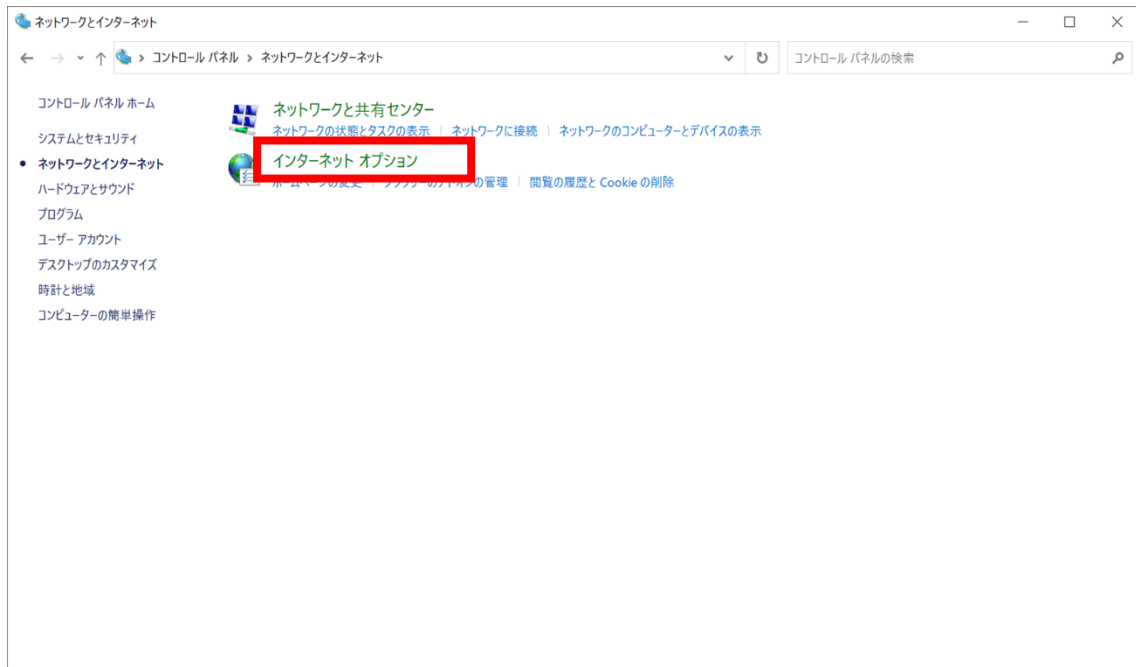 ネットワークとインターネット
コントロール パネル › ネットワークとインターネット
コントロール パネルの検索
コントロール パネル ホーム
システムとセキュリティ
ネットワークとインターネット
ハードウェアとサウンド
プログラム
ユーザー アカウント
デスクトップのカスタマイズ
時計と地域
コンピューターの簡単操作
ネットワークと共有センター
ネットワークの状態とタスクの表示 ネットワークに接続 ネットワークのコンピューターとデバイスの表示
インターネット オプション
の管理 閲覧の履歴と Cookie の削除